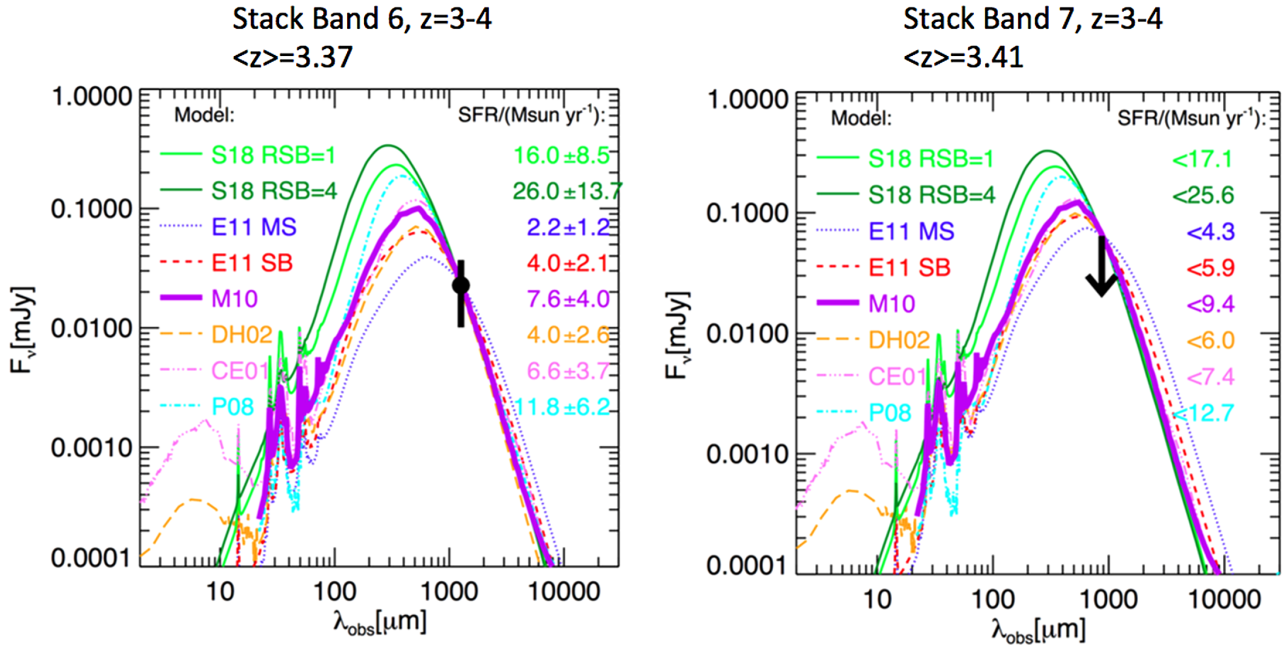 Stack Band 6, z=3-4
<z>=3.37
Model: SFR/(Msun yr⁻¹):
S18 RSB=1 16.0±8.5
S18 RSB=4 26.0±13.7
E11 MS 2.2±1.2
E11 SB 4.0±2.1
M10 7.6±4.0
DH02 4.0±2.6
CE01 6.6±3.7
P08 11.8±6.2
1.0000
0.1000
0.0100
0.0010
0.0001
Fν[mJy]
10 100 1000 10000
λobs[μm]
Stack Band 7, z=3-4
<z>=3.41
Model: SFR/(Msun yr⁻¹):
S18 RSB=1 <17.1
S18 RSB=4 <25.6
E11 MS <4.3
E11 SB <5.9
M10 <9.4
DH02 <6.0
CE01 <7.4
P08 <12.7
1.0000
0.1000
0.0100
0.0010
0.0001
Fν[mJy]
10 100 1000 10000
λobs[μm]